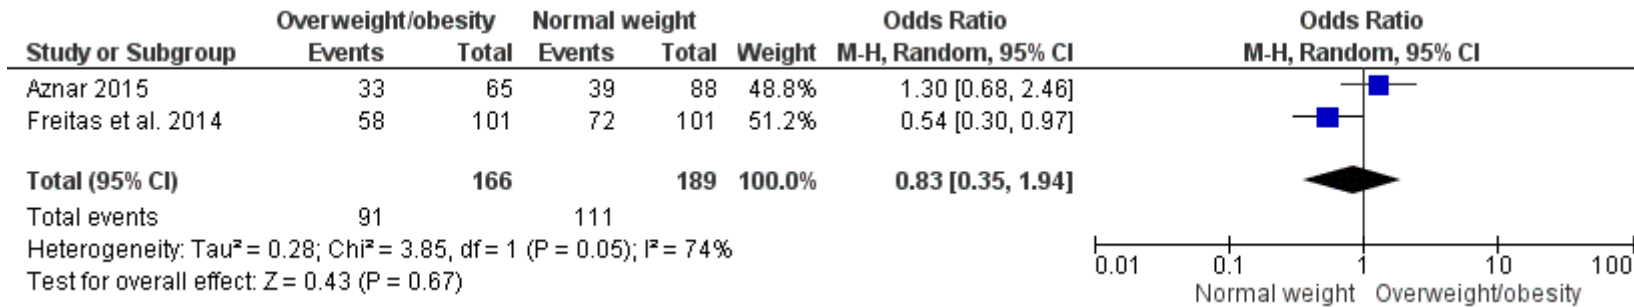 Overweight/obesity Normal weight Odds Ratio Odds Ratio
Study or Subgroup Events Total Events Total Weight M-H, Random, 95% CI M-H, Random, 95% CI
Aznar 2015 33 65 39 88 48.8% 1.30 [0.68, 2.46]
Freitas et al. 2014 58 101 72 101 51.2% 0.54 [0.30, 0.97]
Total (95% CI) 166 189 100.0% 0.83 [0.35, 1.94]
Total events 91 111
Heterogeneity: Tau² = 0.28; Chi² = 3.85, df = 1 (P = 0.05); I² = 74%
Test for overall effect: Z = 0.43 (P = 0.67)
0.01 0.1 1 10 100
Normal weight Overweight/obesity